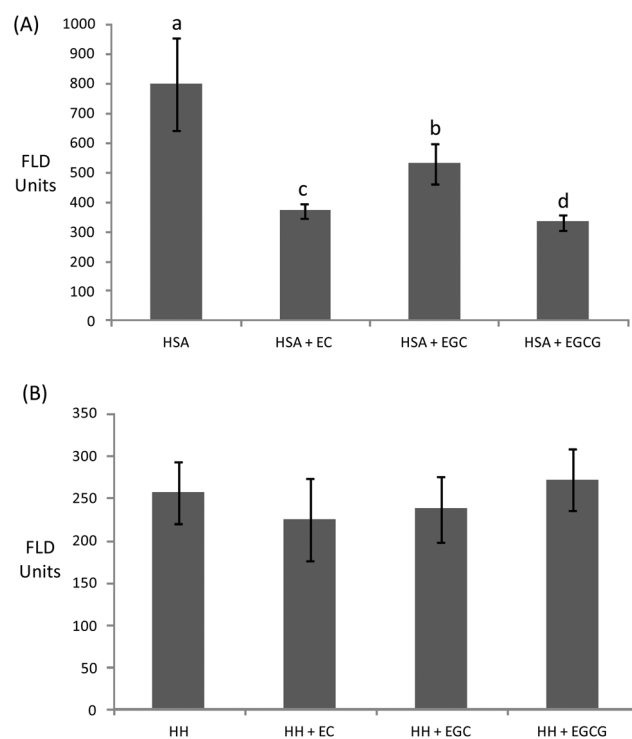 (A)
1000
900
800
700
600
500
400
300
200
100
0
FLD
Units
a
c
b
d
HSA
HSA + EC
HSA + EGC
HSA + EGCG
(B)
350
300
250
200
150
100
50
0
FLD
Units
HH
HH + EC
HH + EGC
HH + EGCG